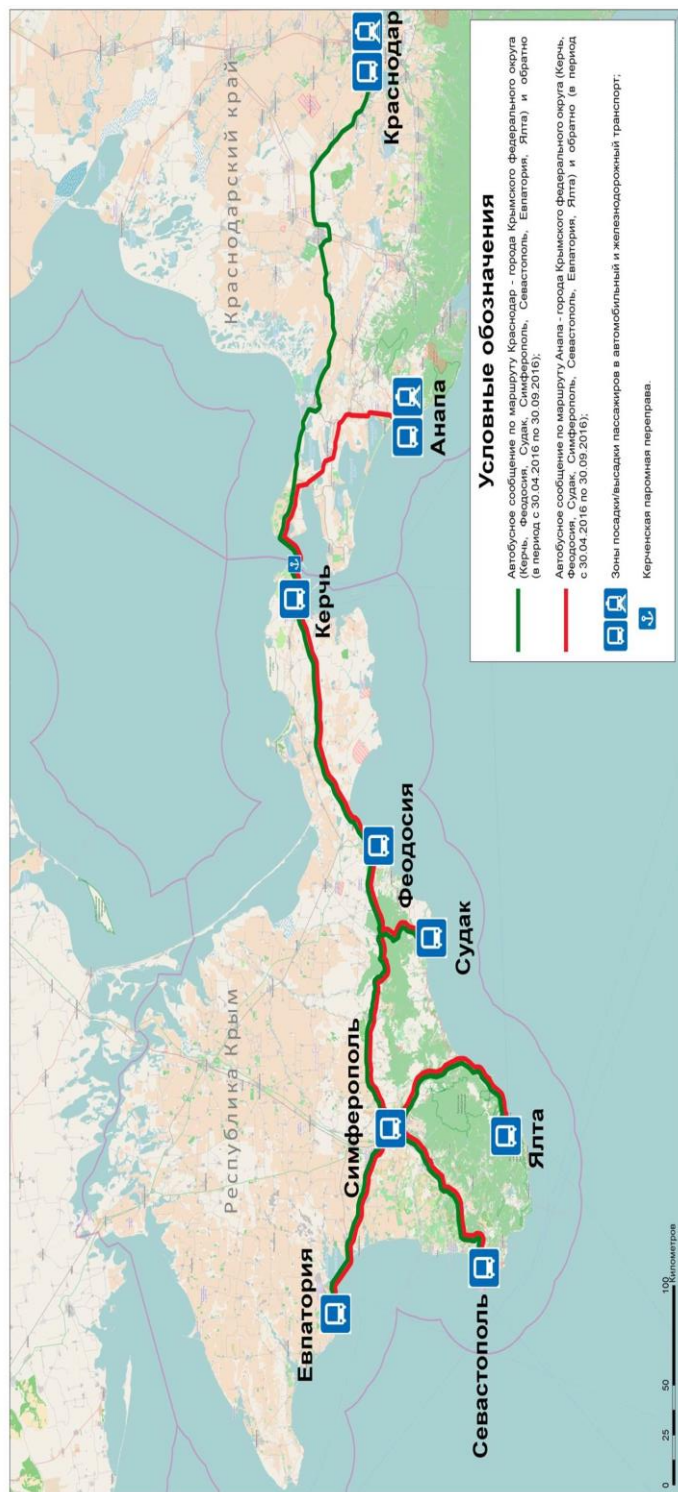 Краснодарский край
Краснодар
Анапа
Керчь
Феодосия
Судак
Республика Крым
Симферополь
Ялта
Евпатория
Севастополь
Условные обозначения
Автобусное сообщение по маршруту Краснодар - города Крымского федерального округа
(Керчь, Феодосия, Судак, Симферополь, Севастополь, Евпатория, Ялта) и обратно
(в период с 30.04.2016 по 30.09.2016);
Автобусное сообщение по маршруту Анапа - города Крымского федерального округа (Керчь,
Феодосия, Судак, Симферополь, Севастополь, Евпатория, Ялта) и обратно (в период
с 30.04.2016 по 30.09.2016);
Зоны посадки/высадки пассажиров в автомобильный и железнодорожный транспорт;
Керченская паромная переправа.
0 25 50 100
Километров